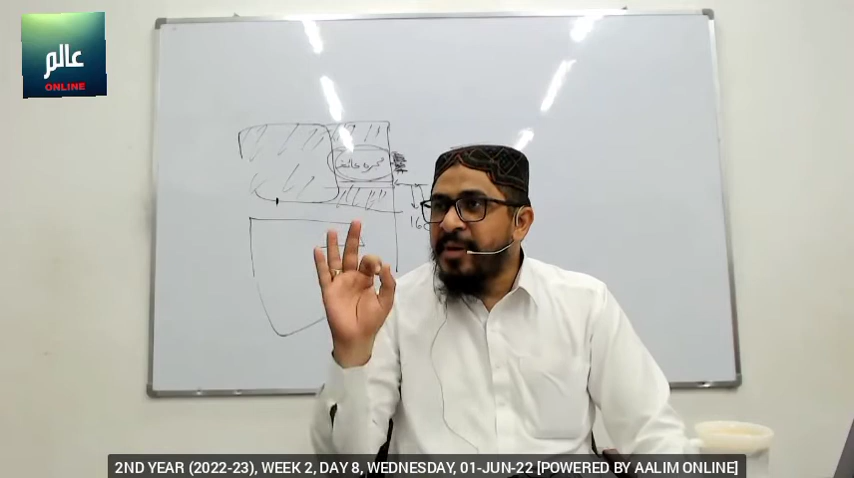 عالم
ONLINE
2ND YEAR (2022-23), WEEK 2, DAY 8, WEDNESDAY, 01-JUN-22 [POWERED BY AALIM ONLINE]